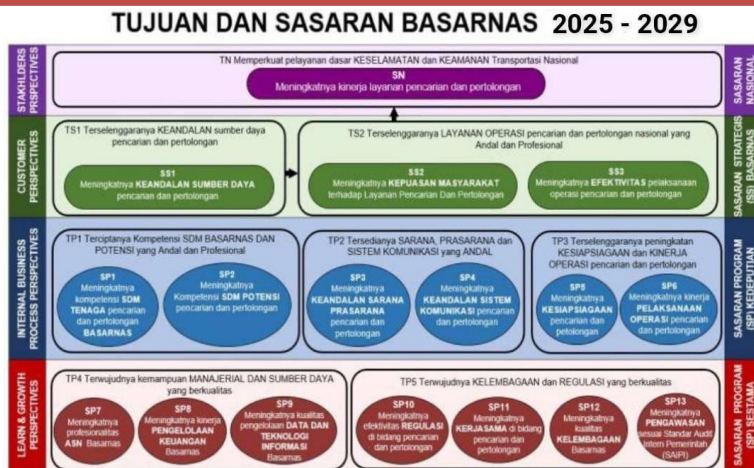 TUJUAN DAN SASARAN BASARNAS 2025 - 2029
STAKHLDERS
PRSPECTIVES
TN Memperkuat pelayanan dasar KESELAMATAN dan KEAMANAN Transportasi Nasional
SN
Meningkatnya kinerja layanan pencarian dan pertolongan
SASARAN
NASIONAL
CUSTOMER
PERSPECTIVES
TS1 Terselenggaranya KEANDALAN sumber daya
pencarian dan pertolongan
SS1
Meningkatnya KEANDALAN SUMBER DAYA
pencarian dan pertolongan
TS2 Terselenggaranya LAYANAN OPERASI pencarian dan pertolongan nasional yang
Andal dan Profesional
SS2
Meningkatnya KEPUASAN MASYARAKAT
terhadap Layanan Pencarian Dan Pertolongan
SS3
Meningkatnya EFEKTIVITAS pelaksanaan
operasi pencarian dan pertolongan
SASARAN STRATEGIS
(SS) BASARNAS
INTERNAL BUSINESS
PROCESS PERSPECTIVES
TP1 Terciptanya Kompetensi SDM BASARNAS DAN
POTENSI yang Andal dan Profesional
SP1
Meningkatnya
kompetensi SDM
TENAGA pencarian
dan pertolongan
BASARNAS
SP2
Meningkatnya
Kompetensi SDM POTENSI
pencarian dan pertolongan
TP2 Tersedianya SARANA, PRASARANA dan
SISTEM KOMUNIKASI yang ANDAL
SP3
Meningkatnya
KEANDALAN SARANA
PRASARANA
pencarian dan
pertolongan
SP4
Meningkatnya
KEANDALAN SISTEM
KOMUNIKASI pencarian
dan pertolongan
TP3 Terselenggaranya peningkatan
KESIAPSIAGAAN dan KINERJA
OPERASI pencarian dan pertolongan
SP5
Meningkatnya
KESIAPSIAGAAN
pencarian dan
petolongan
SP6
Meningkatnya kinerja
PELAKSANAAN
OPERASI pencarian
dan pertolongan
SASARAN PROGRAM
(SP) KEDEPUTIAN
LEARN & GROWTH
PERSPECTIVES
TP4 Terwujudnya kemampuan MANAJERIAL DAN SUMBER DAYA
yang berkualitas
SP7
Meningkatnya
profesionalitas
ASN Basarnas
SP8
Meningkatnya kinerja
PENGELOLAAN
KEUANGAN
Basarnas
SP9
Meningkatnya kualitas
pengelolaan DATA DAN
TEKNOLOGI
INFORMASI
Basarnas
TP5 Terwujudnya KELEMBAGAAN dan REGULASI yang berkualitas
SP10
Meningkatnya
efektivitas REGULASI
di bidang pencarian
dan pertolongan
SP11
Meningkatnya
KERJASAMA di bidang
pencarian dan
pertolongan
SP12
Meningkatnya
kualitas
KELEMBAGAAN
Basarnas
SP13
Meningkatnya
PENGAWASAN
sesuai Standar Audit
Intern Pemerintah
(SAIPI)
SASARAN PROGRAM
(SP) SETTAMA